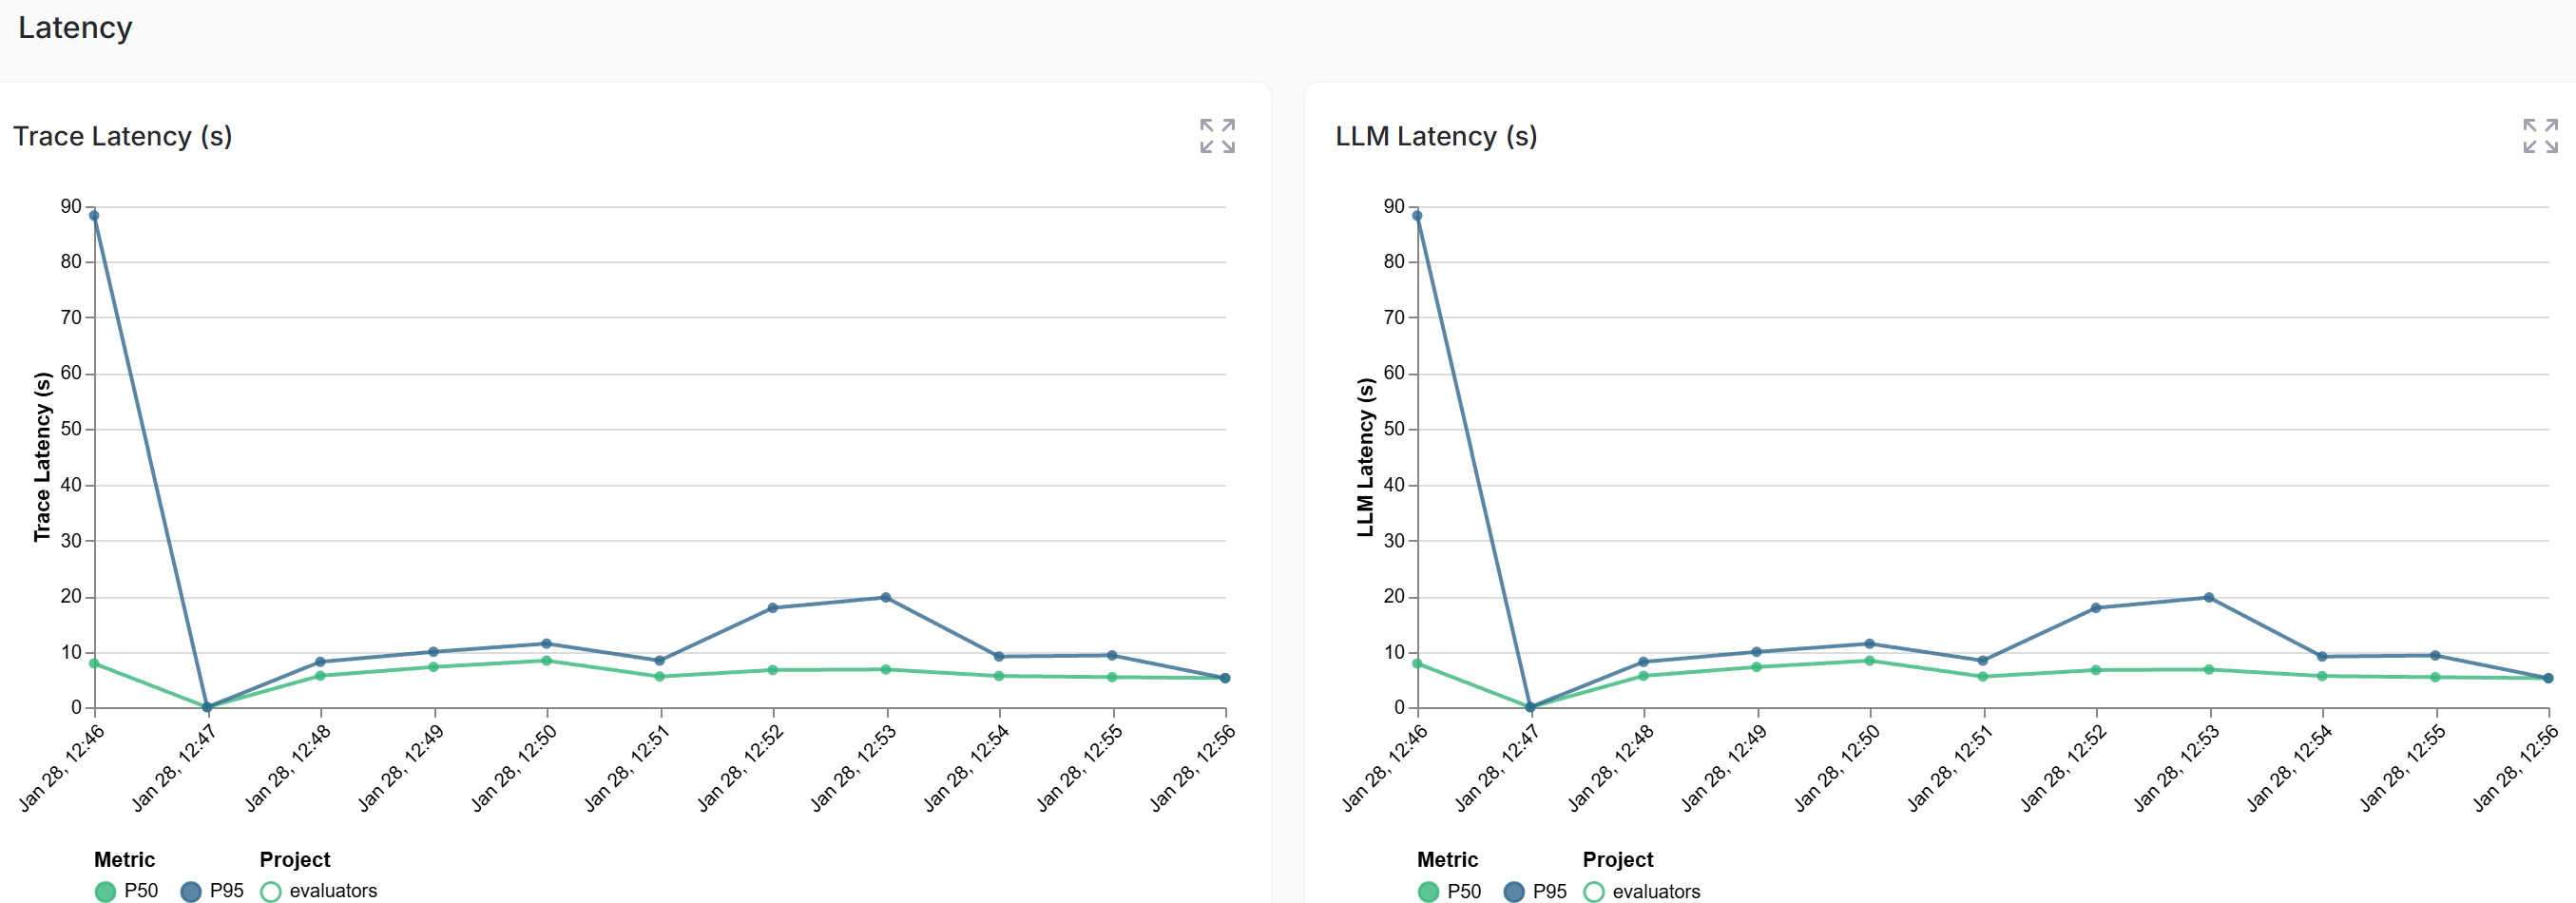 Latency
Trace Latency (s)
90
80
70
60
50
40
30
20
10
0
Trace Latency (s)
Jan 28, 12:46
Jan 28, 12:47
Jan 28, 12:48
Jan 28, 12:49
Jan 28, 12:50
Jan 28, 12:51
Jan 28, 12:52
Jan 28, 12:53
Jan 28, 12:54
Jan 28, 12:55
Jan 28, 12:56
Metric Project
P50 P95 evaluators
LLM Latency (s)
90
80
70
60
50
40
30
20
10
0
LLM Latency (s)
Jan 28, 12:46
Jan 28, 12:47
Jan 28, 12:48
Jan 28, 12:49
Jan 28, 12:50
Jan 28, 12:51
Jan 28, 12:52
Jan 28, 12:53
Jan 28, 12:54
Jan 28, 12:55
Jan 28, 12:56
Metric Project
P50 P95 evaluators